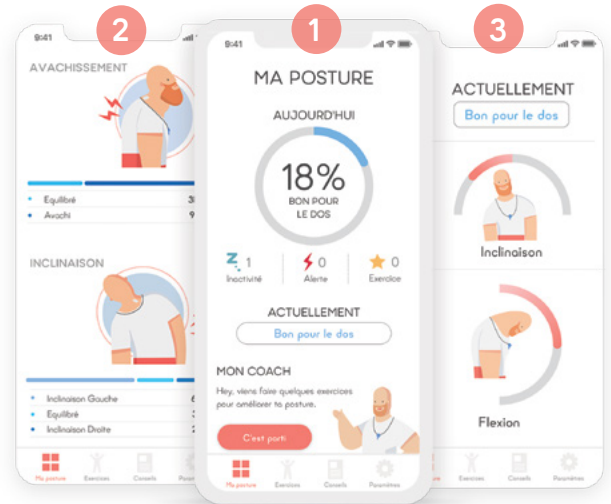 2
1
3
9:41
AVACHISSEMENT
Equilibré
Avachi
INCLINAISON
Inclinaison Gauche
Equilibré
Inclinaison Droite
Ma posture
Exercices
Conseils
9:41
MA POSTURE
AUJOURD'HUI
18%
BON POUR
LE DOS
1
Inactivité
0
Alerte
0
Exercice
ACTUELLEMENT
Bon pour le dos
MON COACH
Hey, viens faire quelques exercices
pour améliorer ta posture.
C'est parti
Ma posture
Exercices
Conseils
Paramètres
ACTUELLEMENT
Bon pour le dos
Inclinaison
Flexion
Exercices
Conseils
Paramètres